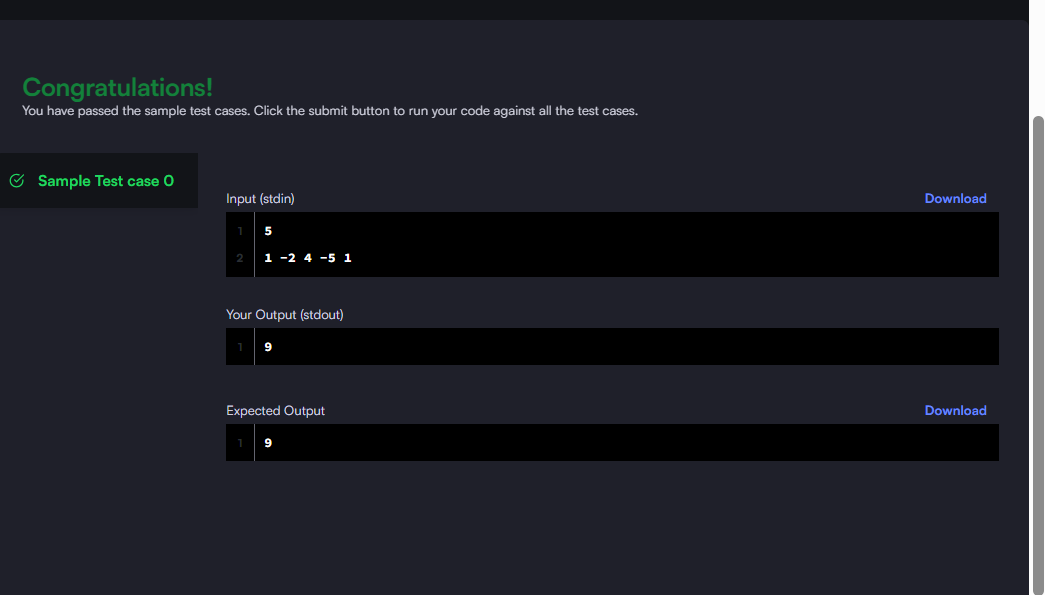 Congratulations!
You have passed the sample test cases. Click the submit button to run your code against all the test cases.
Sample Test case 0
Input (stdin)
Download
1 5
2 1 -2 4 -5 1
Your Output (stdout)
1 9
Expected Output
Download
1 9